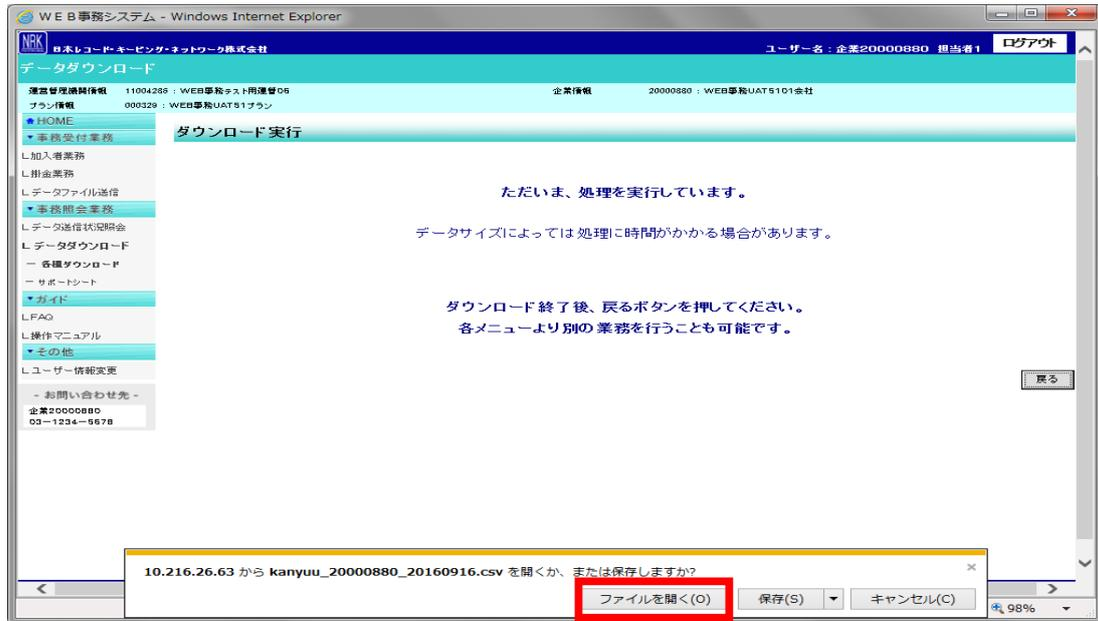 WEB事務システム - Windows Internet Explorer
NRK 日本レコード・キーピング・ネットワーク株式会社 ユーザー名：企業20000880 担当者1 ログアウト
データダウンロード
運営管理機関情報 11004286：WEB事務テスト用運管06 企業情報 20000880：WEB事務UAT5101会社
プラン情報 000329：WEB事務UAT51プラン
HOME
事務受付業務
加入者業務
掛金業務
データファイル送信
事務照会業務
データ送信状況照会
データダウンロード
ー 各種ダウンロード
ー サポートシート
ガイド
FAQ
操作マニュアル
その他
ユーザー情報変更
- お問い合わせ先 -
企業20000880
03ー1234ー5678
ダウンロード実行
ただいま、処理を実行しています。
データサイズによっては処理に時間がかかる場合があります。
ダウンロード終了後、戻るボタンを押してください。
各メニューより別の業務を行うことも可能です。
戻る
10.216.26.63 から kanyuu_20000880_20160916.csv を開くか、または保存しますか?
ファイルを開く(O) 保存(S) キャンセル(C)
98%